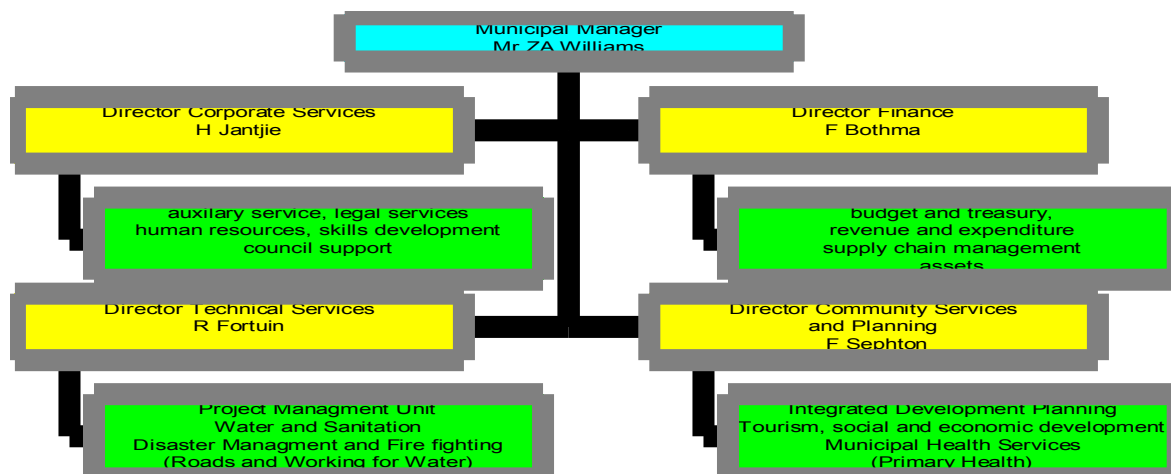 Municipal Manager
Mr ZA Williams
Director Corporate Services
H Jantjie
auxilary service, legal services
human resources, skills development
council support
Director Finance
F Bothma
budget and treasury,
revenue and expenditure
supply chain management
assets
Director Technical Services
R Fortuin
Project Managment Unit
Water and Sanitation
Disaster Managment and Fire fighting
(Roads and Working for Water)
Director Community Services
and Planning
F Sephton
Integrated Development Planning
Tourism, social and economic development
Municipal Health Services
(Primary Health)